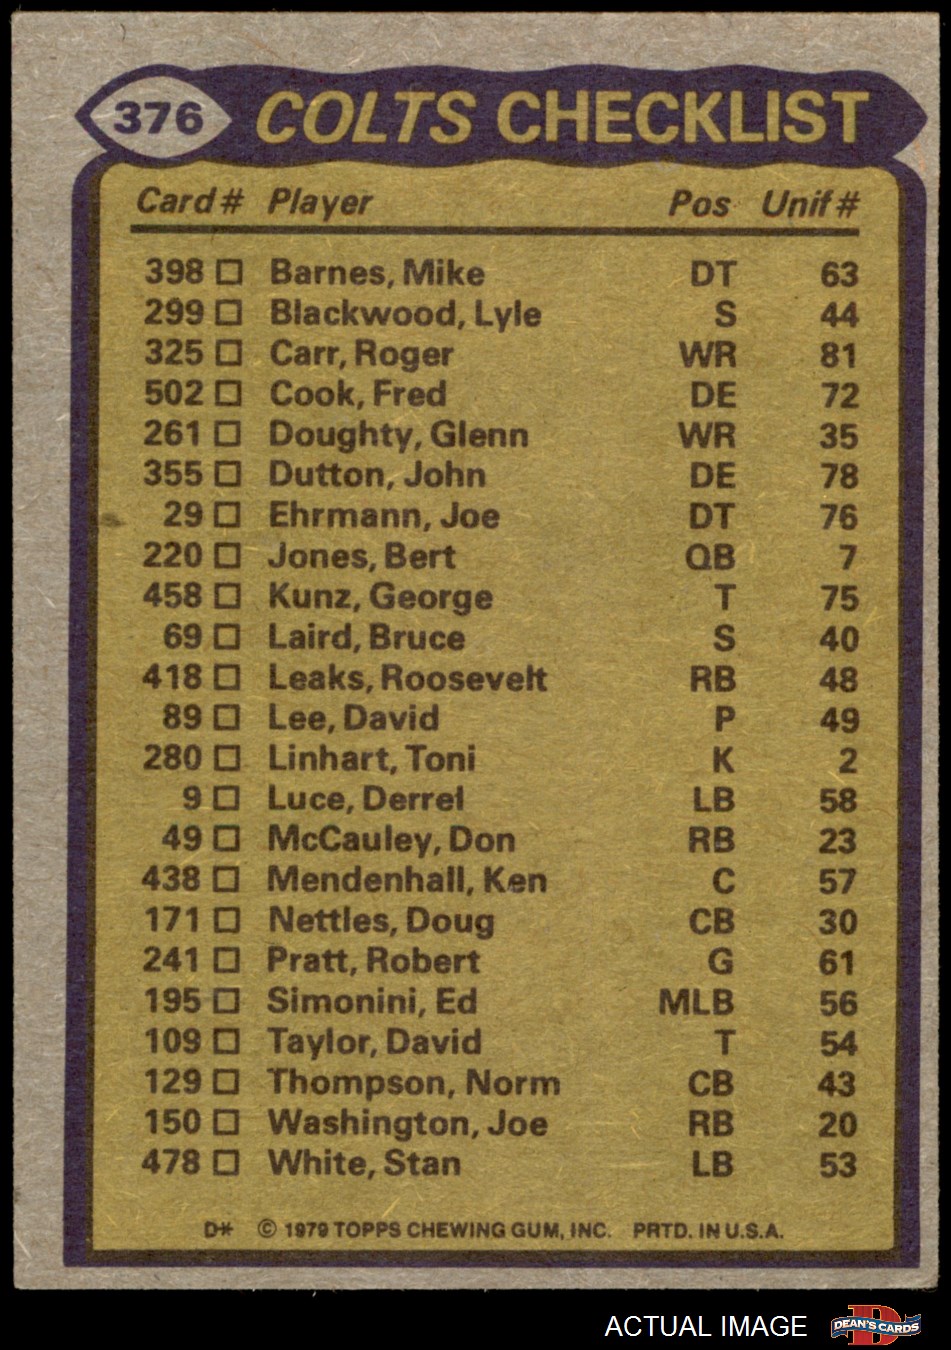 376 COLTS CHECKLIST
Card # Player Pos Unif #
398 □ Barnes, Mike DT 63
299 □ Blackwood, Lyle S 44
325 □ Carr, Roger WR 81
502 □ Cook, Fred DE 72
261 □ Doughty, Glenn WR 35
355 □ Dutton, John DE 78
29 □ Ehrmann, Joe DT 76
220 □ Jones, Bert QB 7
458 □ Kunz, George T 75
69 □ Laird, Bruce S 40
418 □ Leaks, Roosevelt RB 48
89 □ Lee, David P 49
280 □ Linhart, Toni K 2
9 □ Luce, Derrel LB 58
49 □ McCauley, Don RB 23
438 □ Mendenhall, Ken C 57
171 □ Nettles, Doug CB 30
241 □ Pratt, Robert G 61
195 □ Simonini, Ed MLB 56
109 □ Taylor, David T 54
129 □ Thompson, Norm CB 43
150 □ Washington, Joe RB 20
478 □ White, Stan LB 53
D* © 1979 TOPPS CHEWING GUM, INC. PRTD. IN U.S.A.
ACTUAL IMAGE D DEAN'S CARDS